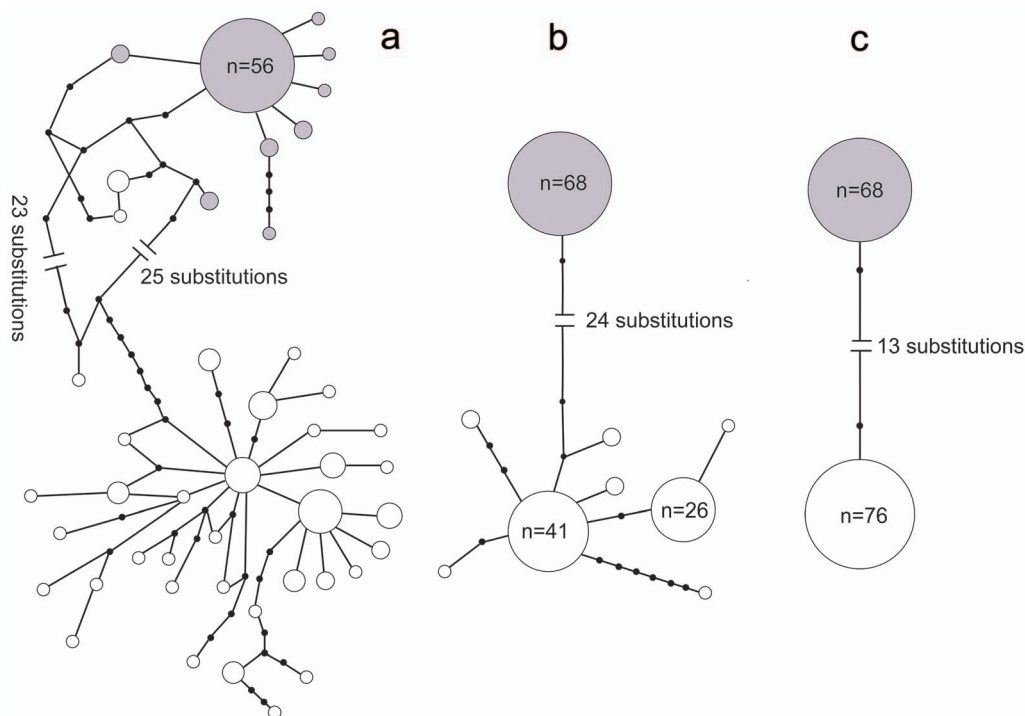 a
b
c
n=56
23 substitutions
25 substitutions
n=68
24 substitutions
n=41
n=26
n=68
13 substitutions
n=76